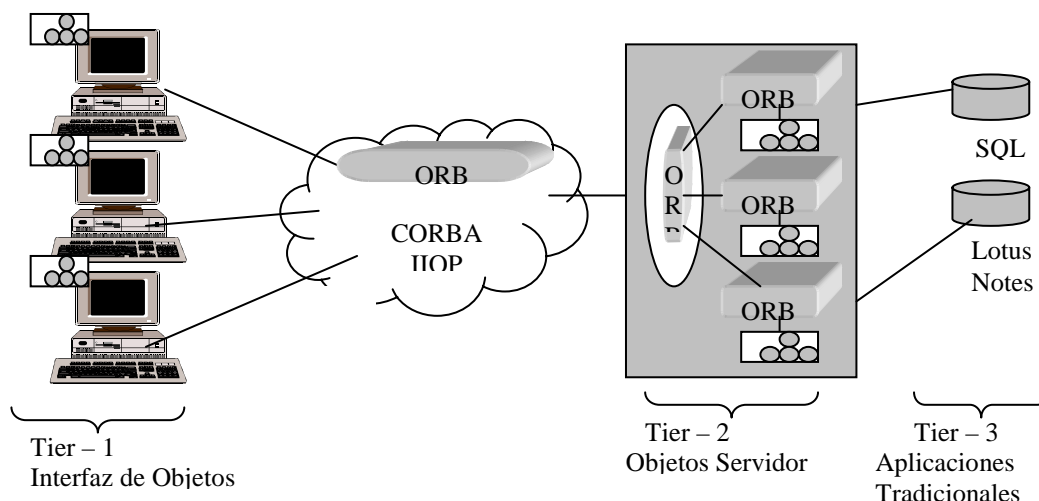 ORB
CORBA
IIOP
O
R
ORB
ORB
ORB
SQL
Lotus
Notes
Tier – 1
Interfaz de Objetos
Tier – 2
Objetos Servidor
Tier – 3
Aplicaciones
Tradicionales